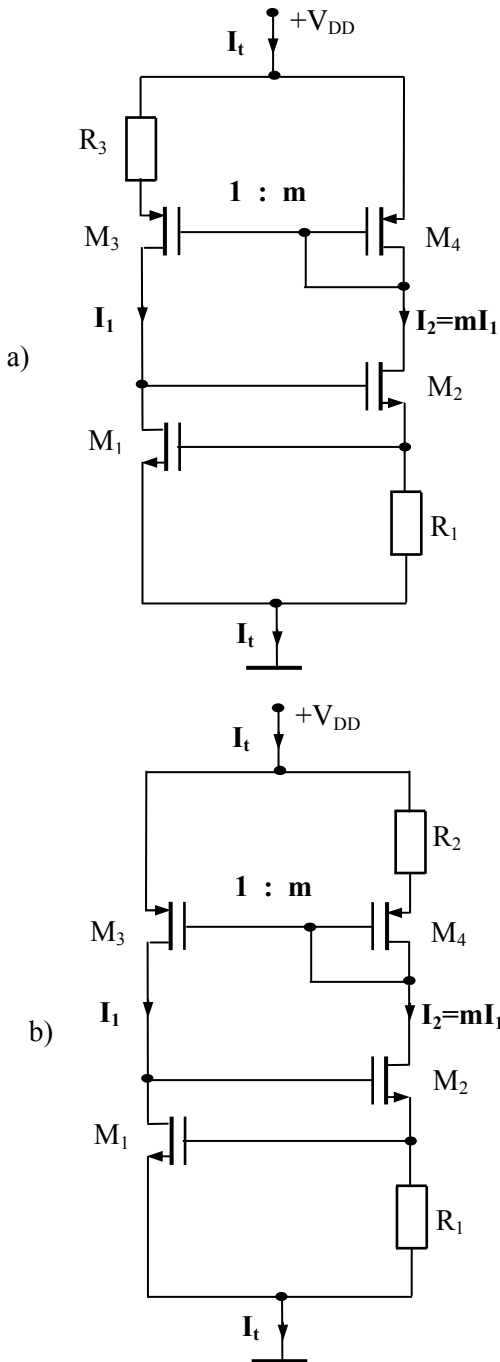 +V_DD
I_t
R_3
1 : m
M_3
M_4
I_1
I_2=mI_1
a)
M_2
M_1
R_1
I_t
+V_DD
I_t
R_2
1 : m
M_3
M_4
I_1
I_2=mI_1
b)
M_2
M_1
R_1
I_t